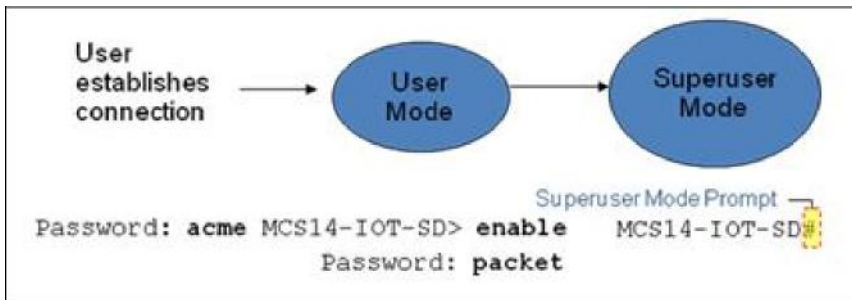 User
establishes
connection
User
Mode
Superuser
Mode
Superuser Mode Prompt
Password: acme MCS14-IOT-SD> enable MCS14-IOT-SD#
Password: packet